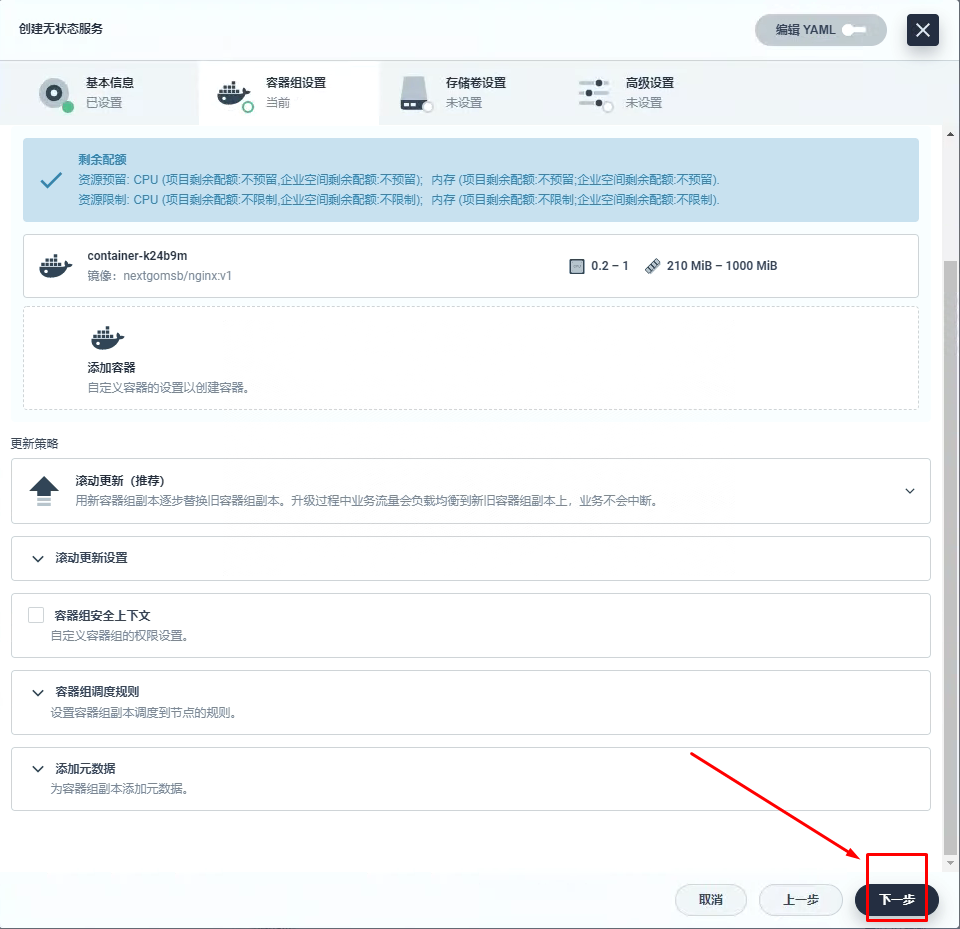 创建无状态服务
编辑 YAML
基本信息
已设置
容器组设置
当前
存储卷设置
未设置
高级设置
未设置
剩余配额
资源预留: CPU (项目剩余配额:不预留,企业空间剩余配额:不预留); 内存 (项目剩余配额:不预留;企业空间剩余配额:不预留).
资源限制: CPU (项目剩余配额:不限制,企业空间剩余配额:不限制); 内存 (项目剩余配额:不限制;企业空间剩余配额:不限制).
container-k24b9m
镜像：nextgomsb/nginx:v1
0.2 – 1
210 MiB – 1000 MiB
添加容器
自定义容器的设置以创建容器。
更新策略
滚动更新（推荐）
用新容器组副本逐步替换旧容器组副本。升级过程中业务流量会负载均衡到新旧容器组副本上，业务不会中断。
滚动更新设置
容器组安全上下文
自定义容器组的权限设置。
容器组调度规则
设置容器组副本调度到节点的规则。
添加元数据
为容器组副本添加元数据。
取消
上一步
下一步